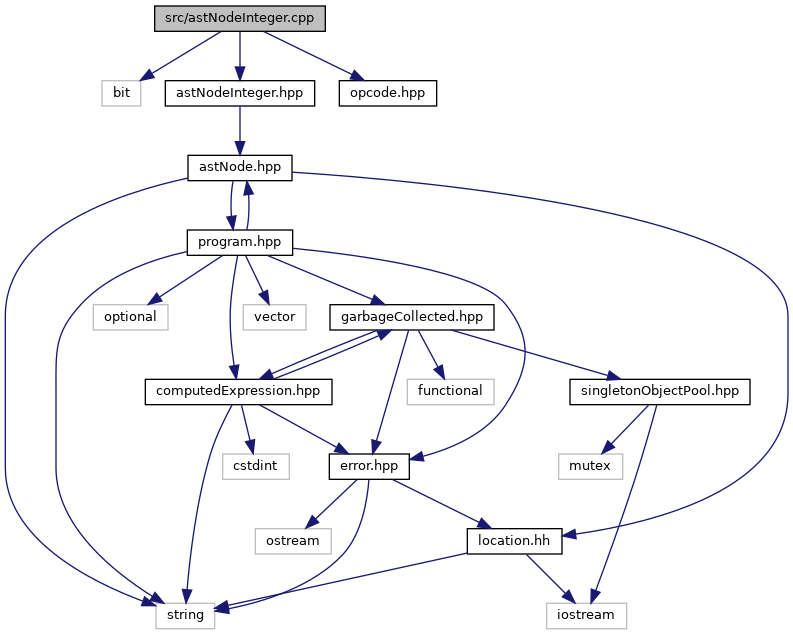 src/astNodeInteger.cpp
bit
astNodeInteger.hpp
opcode.hpp
astNode.hpp
program.hpp
optional
vector
garbageCollected.hpp
computedExpression.hpp
functional
singletonObjectPool.hpp
cstdint
error.hpp
mutex
ostream
location.hh
string
iostream